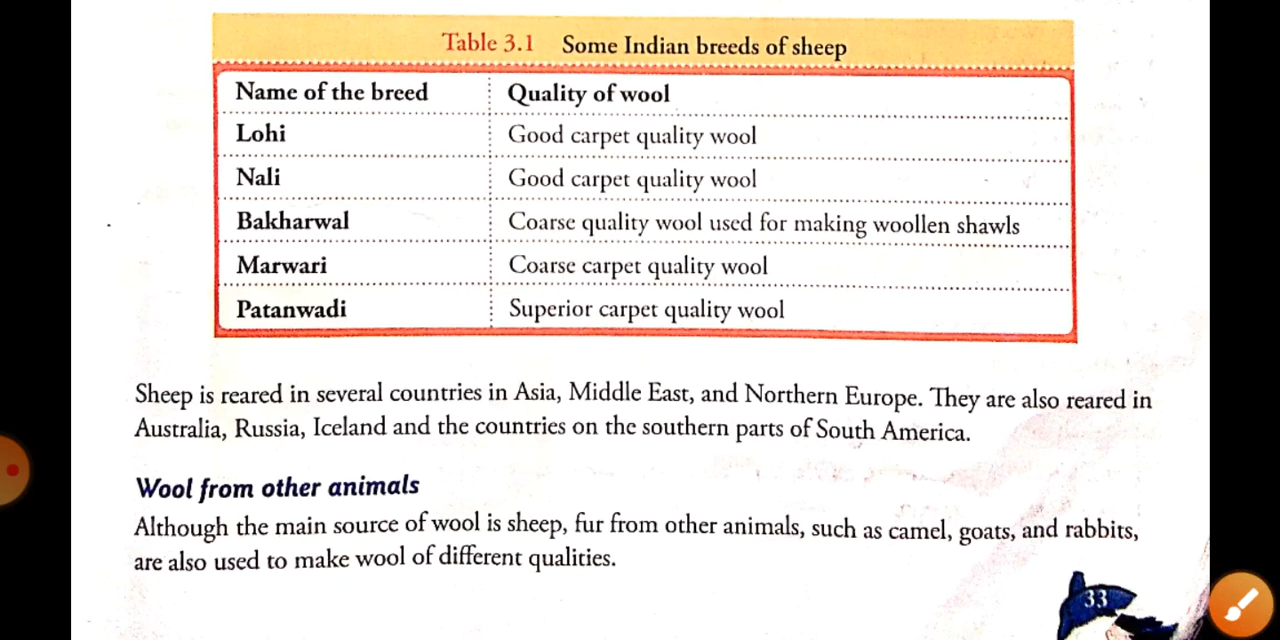 Table 3.1 Some Indian breeds of sheep
Name of the breed Quality of wool
Lohi Good carpet quality wool
Nali Good carpet quality wool
Bakharwal Coarse quality wool used for making woollen shawls
Marwari Coarse carpet quality wool
Patanwadi Superior carpet quality wool
Sheep is reared in several countries in Asia, Middle East, and Northern Europe. They are also reared in
Australia, Russia, Iceland and the countries on the southern parts of South America.
Wool from other animals
Although the main source of wool is sheep, fur from other animals, such as camel, goats, and rabbits,
are also used to make wool of different qualities.
33